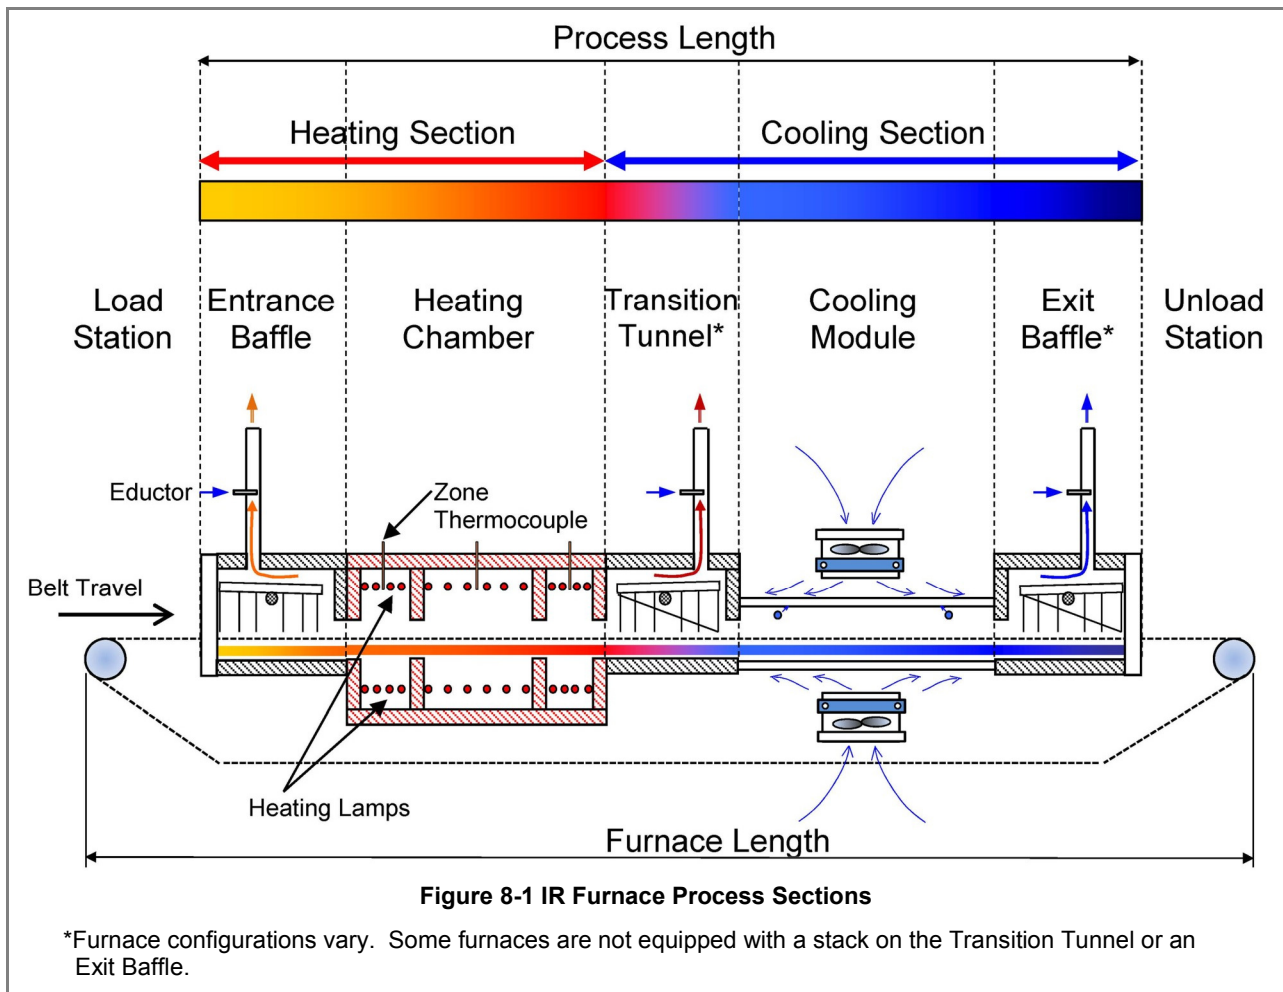 Process Length
Heating Section
Cooling Section
Load
Station
Entrance
Baffle
Heating
Chamber
Transition
Tunnel*
Cooling
Module
Exit
Baffle*
Unload
Station
Eductor
Zone
Thermocouple
Belt Travel
Heating Lamps
Furnace Length
Figure 8-1 IR Furnace Process Sections
*Furnace configurations vary. Some furnaces are not equipped with a stack on the Transition Tunnel or an
Exit Baffle.